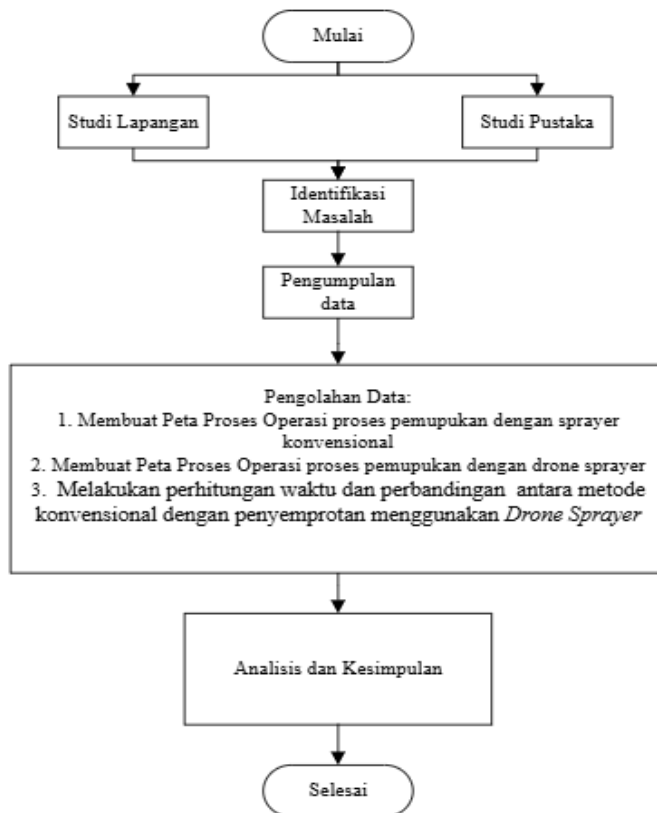 Mulai
Studi Lapangan
Studi Pustaka
Identifikasi
Masalah
Pengumpulan
data
Pengolahan Data:
1. Membuat Peta Proses Operasi proses pemupukan dengan sprayer
konvensional
2. Membuat Peta Proses Operasi proses pemupukan dengan drone sprayer
3. Melakukan perhitungan waktu dan perbandingan antara metode
konvensional dengan penyemprotan menggunakan Drone Sprayer
Analisis dan Kesimpulan
Selesai